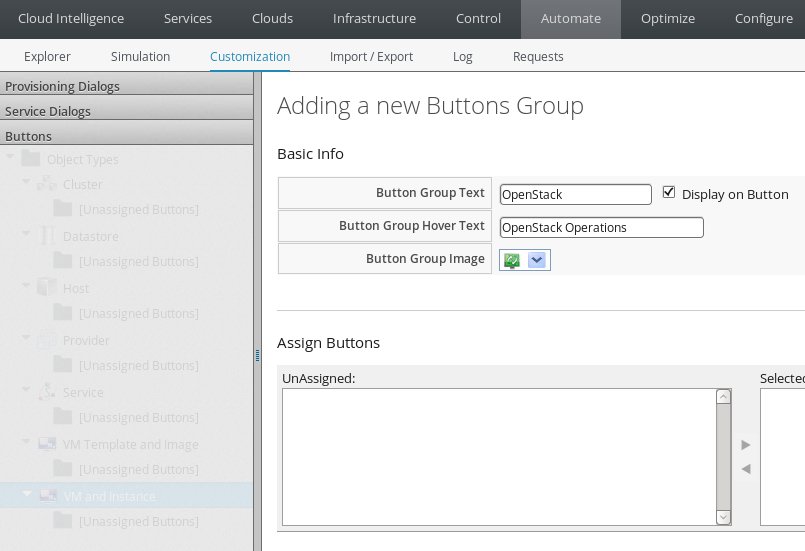 Cloud Intelligence Services Clouds Infrastructure Control Automate Optimize Configure
Explorer Simulation Customization Import / Export Log Requests
Provisioning Dialogs
Service Dialogs
Buttons
Object Types
Cluster
[Unassigned Buttons]
Datastore
[Unassigned Buttons]
Host
[Unassigned Buttons]
Provider
[Unassigned Buttons]
Service
[Unassigned Buttons]
VM Template and Image
[Unassigned Buttons]
VM and Instance
[Unassigned Buttons]
Adding a new Buttons Group
Basic Info
Button Group Text OpenStack Display on Button
Button Group Hover Text OpenStack Operations
Button Group Image
Assign Buttons
UnAssigned: Selected